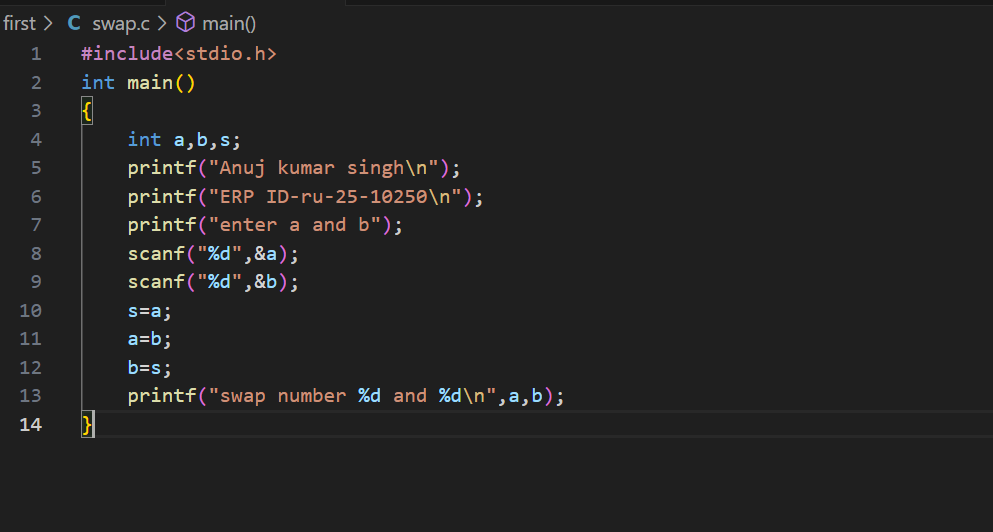 first > C swap.c > main()
1 #include<stdio.h>
2 int main()
3 {
4     int a,b,s;
5     printf("Anuj kumar singh\n");
6     printf("ERP ID-ru-25-10250\n");
7     printf("enter a and b");
8     scanf("%d",&a);
9     scanf("%d",&b);
10     s=a;
11     a=b;
12     b=s;
13     printf("swap number %d and %d\n",a,b);
14 }